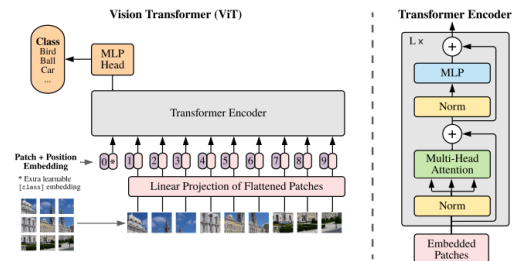 Vision Transformer (ViT)
Class
Bird
Ball
Car
...
MLP
Head
Transformer Encoder
Patch + Position
Embedding
0 * 1 2 3 4 5 6 7 8 9
* Extra learnable
[class] embedding
Linear Projection of Flattened Patches
Transformer Encoder
L x
+
MLP
Norm
+
Multi-Head
Attention
Norm
Embedded
Patches